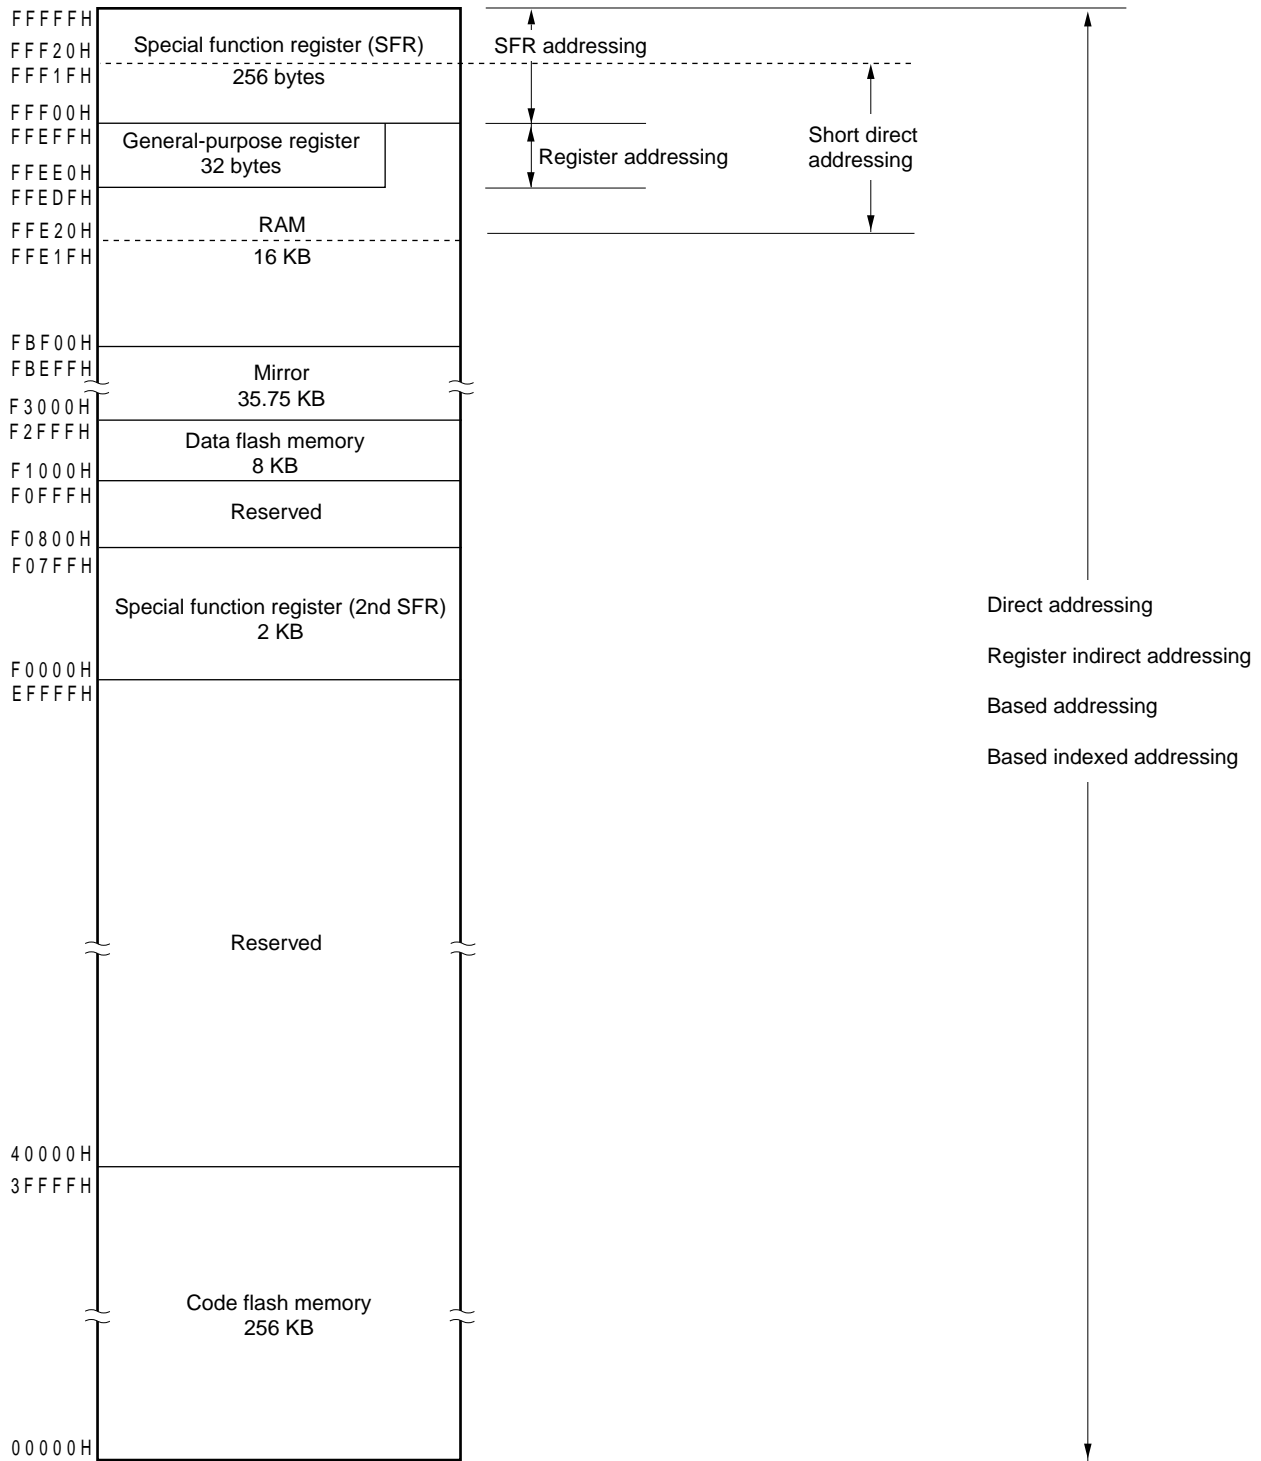 FFFFFH
FFF20H
FFF1FH
FFF00H
FFEFFH
FFEE0H
FFEDFH
FFE20H
FFE1FH
FBF00H
FBEFFH
F3000H
F2FFFH
F1000H
F0FFFH
F0800H
F07FFH
F0000H
EFFFFH
40000H
3FFFFH
00000H
Special function register (SFR)
256 bytes
General-purpose register
32 bytes
RAM
16 KB
Mirror
35.75 KB
Data flash memory
8 KB
Reserved
Special function register (2nd SFR)
2 KB
Reserved
Code flash memory
256 KB
SFR addressing
Register addressing
Short direct
addressing
Direct addressing
Register indirect addressing
Based addressing
Based indexed addressing